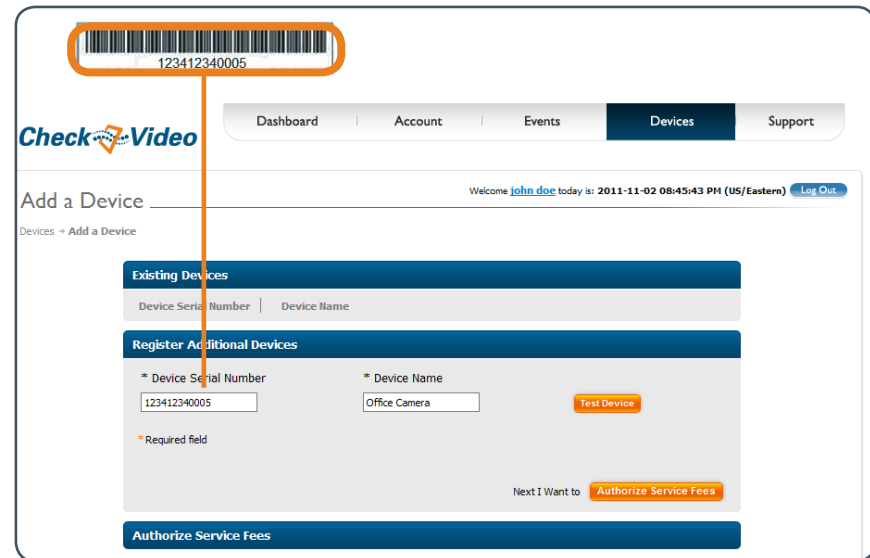 123412340005
Check Video
Dashboard Account Events Devices Support
Add a Device
Welcome john doe today is: 2011-11-02 08:45:43 PM (US/Eastern) Log Out
Devices → Add a Device
Existing Devices
Device Serial Number Device Name
Register Additional Devices
* Device Serial Number * Device Name
123412340005 Office Camera Test Device
* Required field
Next I Want to Authorize Service Fees
Authorize Service Fees